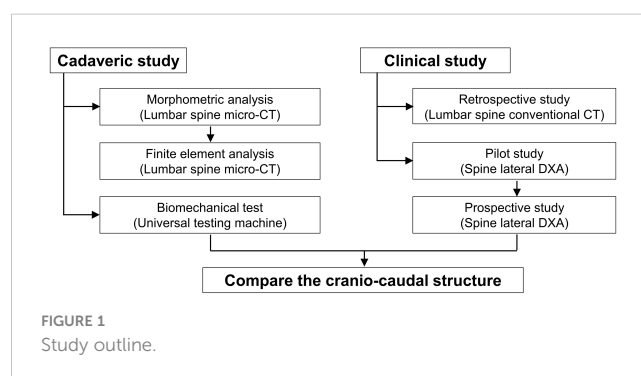 Cadaveric study
Morphometric analysis
(Lumbar spine micro-CT)
Finite element analysis
(Lumbar spine micro-CT)
Biomechanical test
(Universal testing machine)
Clinical study
Retrospective study
(Lumbar spine conventional CT)
Pilot study
(Spine lateral DXA)
Prospective study
(Spine lateral DXA)
Compare the cranio-caudal structure
FIGURE 1
Study outline.